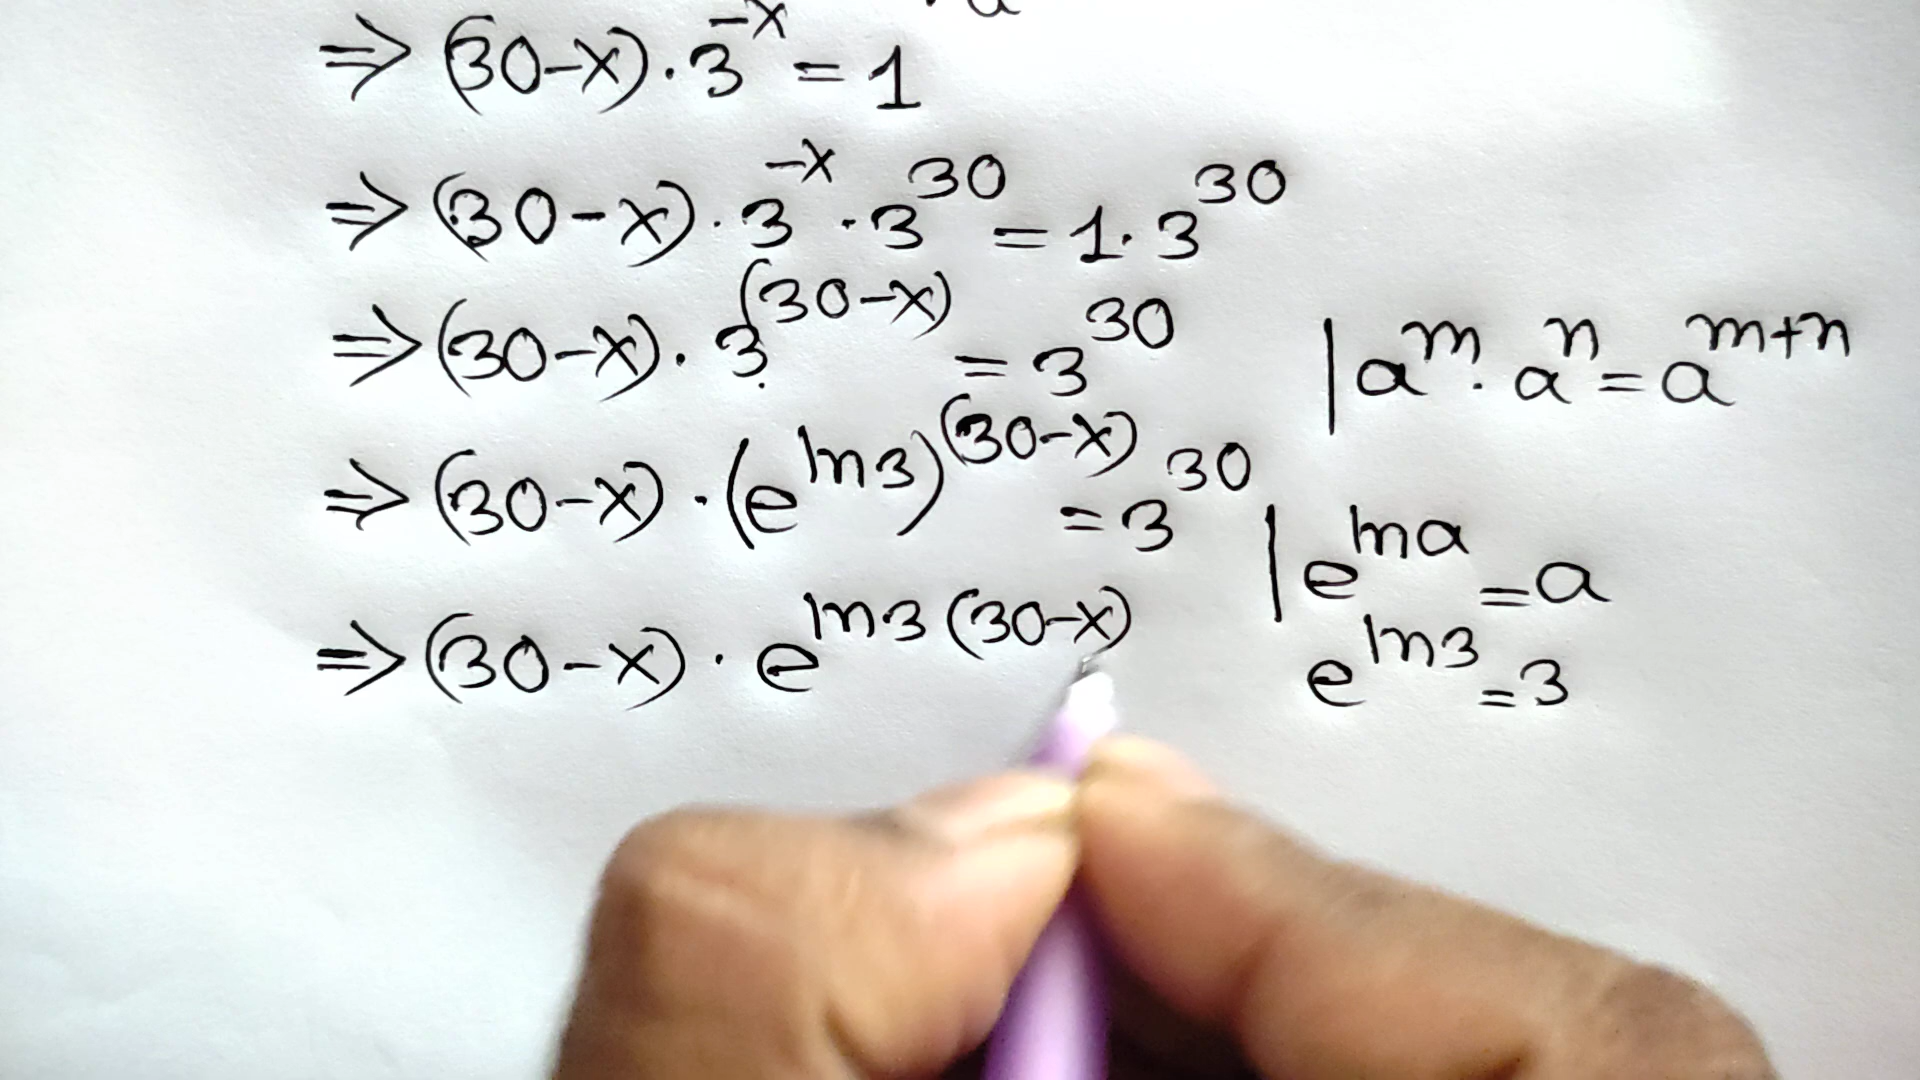 ⇒ (30-x)·3^{-x} = 1
⇒ (30-x)·3^{-x}·3^{30} = 1·3^{30}
⇒ (30-x)·3^{(30-x)} = 3^{30} | a^m·a^n = a^{m+n}
⇒ (30-x)·(e^{ln3})^{(30-x)} = 3^{30} | e^{lna} = a
⇒ (30-x)·e^{ln3(30-x)} e^{ln3} = 3